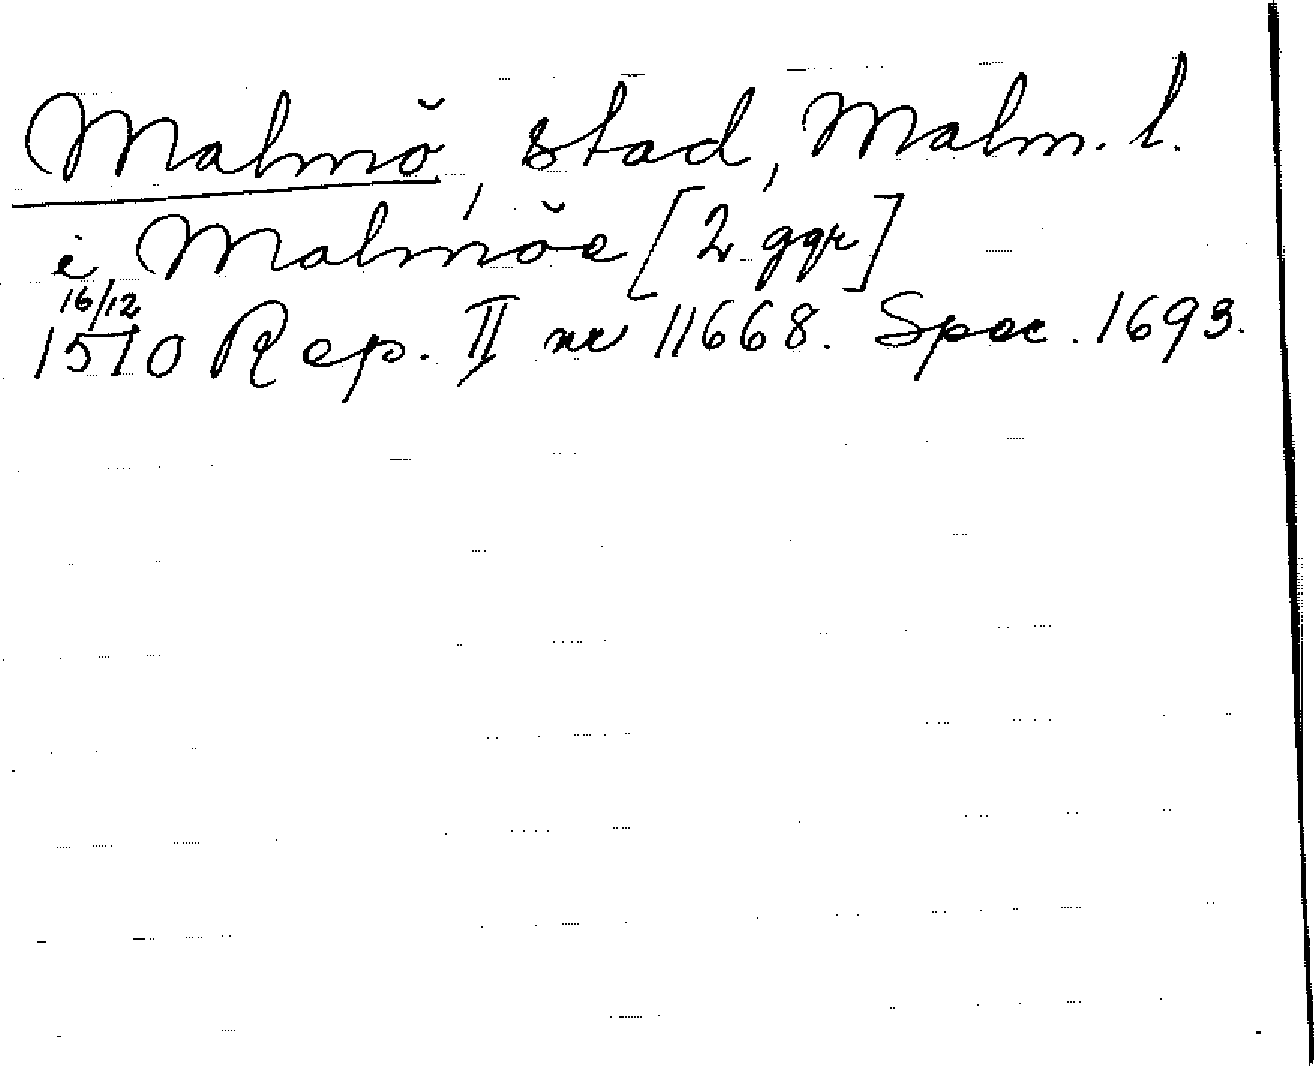 Malmö, stad, Malm. l.
i Malmöe [2 ggr]
16/12
1510 Rep. II nr 11668. Spec. 1693.